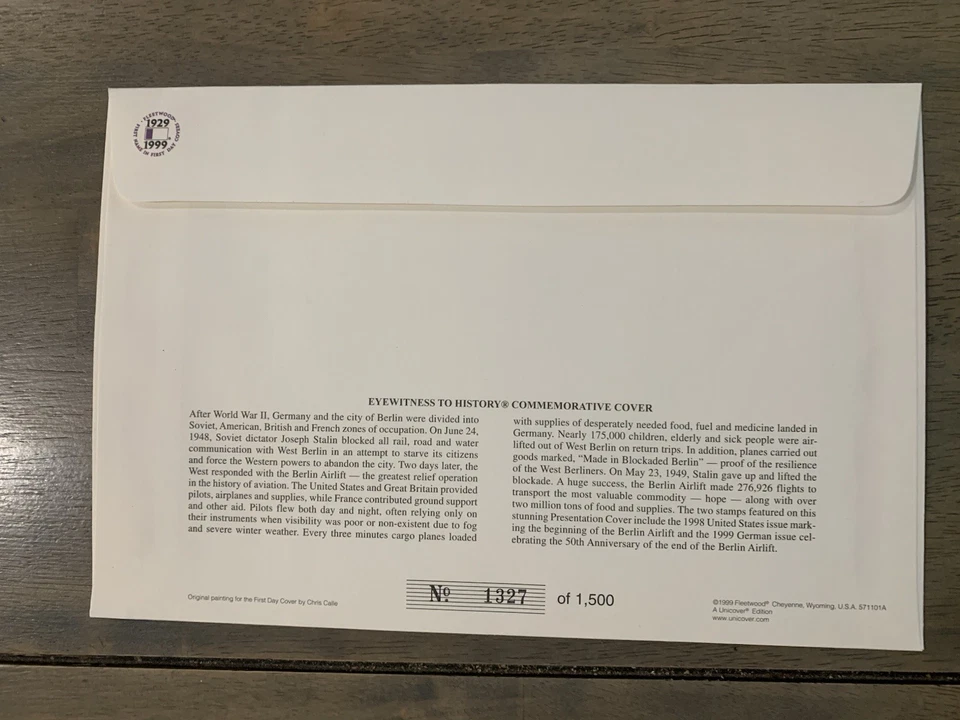 FLEETWOOD®
1929
1999
FIRST NAME IN FIRST DAY COVERS
EYEWITNESS TO HISTORY® COMMEMORATIVE COVER
After World War II, Germany and the city of Berlin were divided into
Soviet, American, British and French zones of occupation. On June 24,
1948, Soviet dictator Joseph Stalin blocked all rail, road and water
communication with West Berlin in an attempt to starve its citizens
and force the Western powers to abandon the city. Two days later, the
West responded with the Berlin Airlift — the greatest relief operation
in the history of aviation. The United States and Great Britain provided
pilots, airplanes and supplies, while France contributed ground support
and other aid. Pilots flew both day and night, often relying only on
their instruments when visibility was poor or non-existent due to fog
and severe winter weather. Every three minutes cargo planes loaded
with supplies of desperately needed food, fuel and medicine landed in
Germany. Nearly 175,000 children, elderly and sick people were air-
lifted out of West Berlin on return trips. In addition, planes carried out
goods marked, "Made in Blockaded Berlin" — proof of the resilience
of the West Berliners. On May 23, 1949, Stalin gave up and lifted the
blockade. A huge success, the Berlin Airlift made 276,926 flights to
transport the most valuable commodity — hope — along with over
two million tons of food and supplies. The two stamps featured on this
stunning Presentation Cover include the 1998 United States issue mark-
ing the beginning of the Berlin Airlift and the 1999 German issue cel-
ebrating the 50th Anniversary of the end of the Berlin Airlift.
Original painting for the First Day Cover by Chris Calle
Nº 1327 of 1,500
©1999 Fleetwood® Cheyenne, Wyoming, U.S.A. 571101A
A Unicover® Edition
www.unicover.com